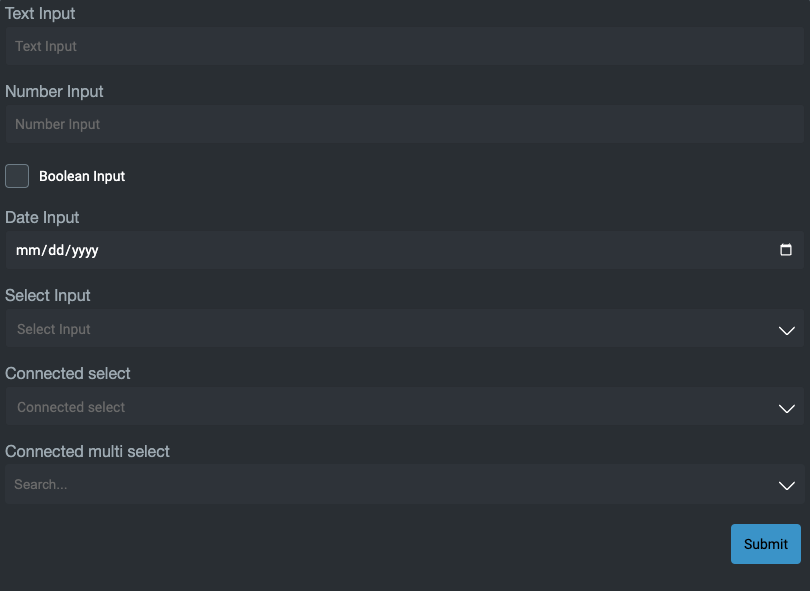 Text Input
Text Input
Number Input
Number Input
Boolean Input
Date Input
mm/dd/yyyy
Select Input
Select Input
Connected select
Connected select
Connected multi select
Search...
Submit